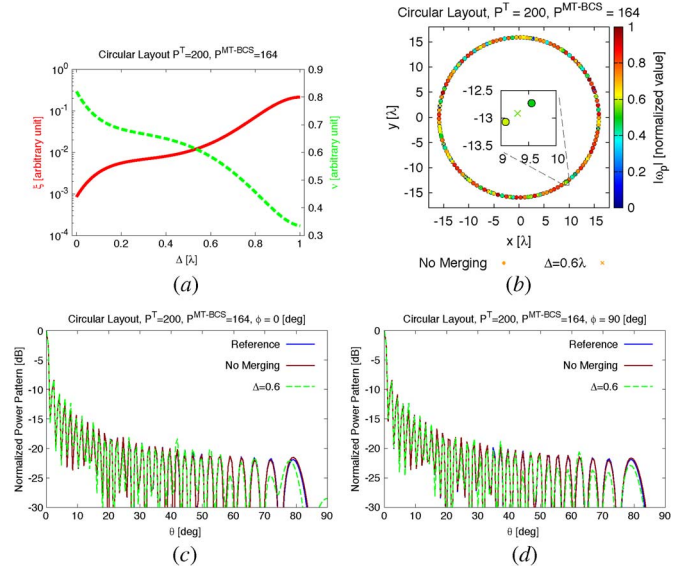 Circular Layout P^T=200, P^MT-BCS=164
10^0
10^-1
10^-2
10^-3
10^-4
ξ [arbitrary unit]
0.9
0.8
0.7
0.6
0.5
0.4
0.3
ν [arbitrary unit]
0 0.2 0.4 0.6 0.8 1
Δ [λ]
(a)
Circular Layout, P^T = 200, P^MT-BCS = 164
15
10
5
0
-5
-10
-15
y [λ]
-12
-12.5
-13
-13.5
9 9.5 10
-15 -10 -5 0 5 10 15
x [λ]
1
0.8
0.6
0.4
0.2
0
|ω_p| [normalized value]
No Merging
Δ=0.6λ
(b)
Circular Layout, P^T=200, P^MT-BCS=164, ϕ = 0 [deg]
0
-5
-10
-15
-20
-25
-30
Normalized Power Pattern [dB]
Reference
No Merging
Δ=0.6
0 10 20 30 40 50 60 70 80 90
θ [deg]
(c)
Circular Layout, P^T=200, P^MT-BCS=164, ϕ = 90 [deg]
0
-5
-10
-15
-20
-25
-30
Normalized Power Pattern [dB]
Reference
No Merging
Δ=0.6
0 10 20 30 40 50 60 70 80 90
θ [deg]
(d)